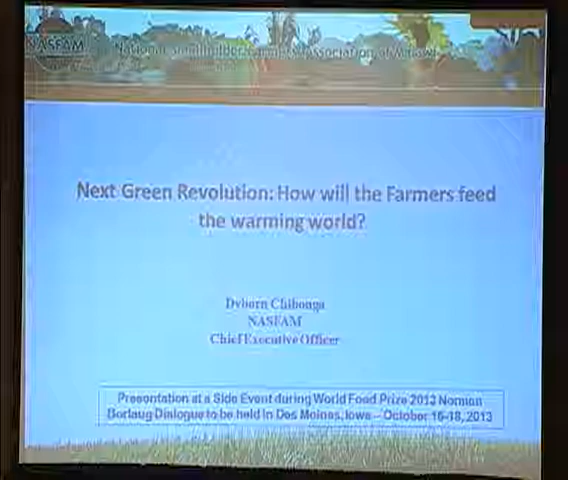 NASFAM
National Smallholder Farmers' Association of Malawi
Next Green Revolution: How will the Farmers feed
the warming world?
Dyborn Chibonga
NASFAM
Chief Executive Officer
Presentation at a Side Event during World Food Prize 2013 Norman
Borlaug Dialogue to be held in Des Moines, Iowa – October 16-18, 2013